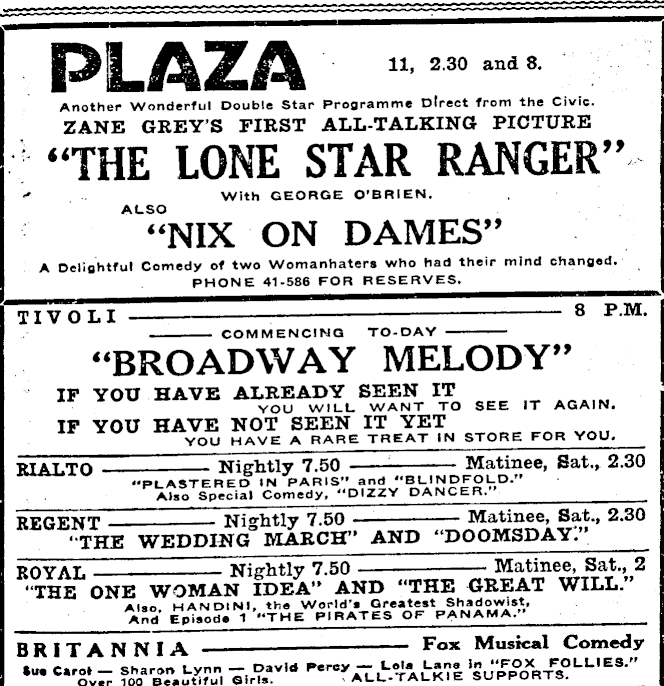 PLAZA 11, 2.30 and 8.
Another Wonderful Double Star Programme Direct from the Civic.
ZANE GREY'S FIRST ALL-TALKING PICTURE
"THE LONE STAR RANGER"
With GEORGE O'BRIEN.
ALSO
"NIX ON DAMES"
A Delightful Comedy of two Womanhaters who had their mind changed.
PHONE 41-586 FOR RESERVES.
TIVOLI 8 P.M.
COMMENCING TO-DAY
"BROADWAY MELODY"
IF YOU HAVE ALREADY SEEN IT
YOU WILL WANT TO SEE IT AGAIN.
IF YOU HAVE NOT SEEN IT YET
YOU HAVE A RARE TREAT IN STORE FOR YOU.
RIALTO Nightly 7.50 Matinee, Sat., 2.30
"PLASTERED IN PARIS" and "BLINDFOLD."
Also Special Comedy, "DIZZY DANCER."
REGENT Nightly 7.50 Matinee, Sat., 2.30
"THE WEDDING MARCH" AND "DOOMSDAY."
ROYAL Nightly 7.50 Matinee, Sat., 2
"THE ONE WOMAN IDEA" AND "THE GREAT WILL."
Also, HANDINI, the World's Greatest Shadowist,
And Episode 1 "THE PIRATES OF PANAMA."
BRITANNIA Fox Musical Comedy
Sue Carol — Sharon Lynn — David Percy — Lola Lane in "FOX FOLLIES."
Over 100 Beautiful Girls. ALL-TALKIE SUPPORTS.